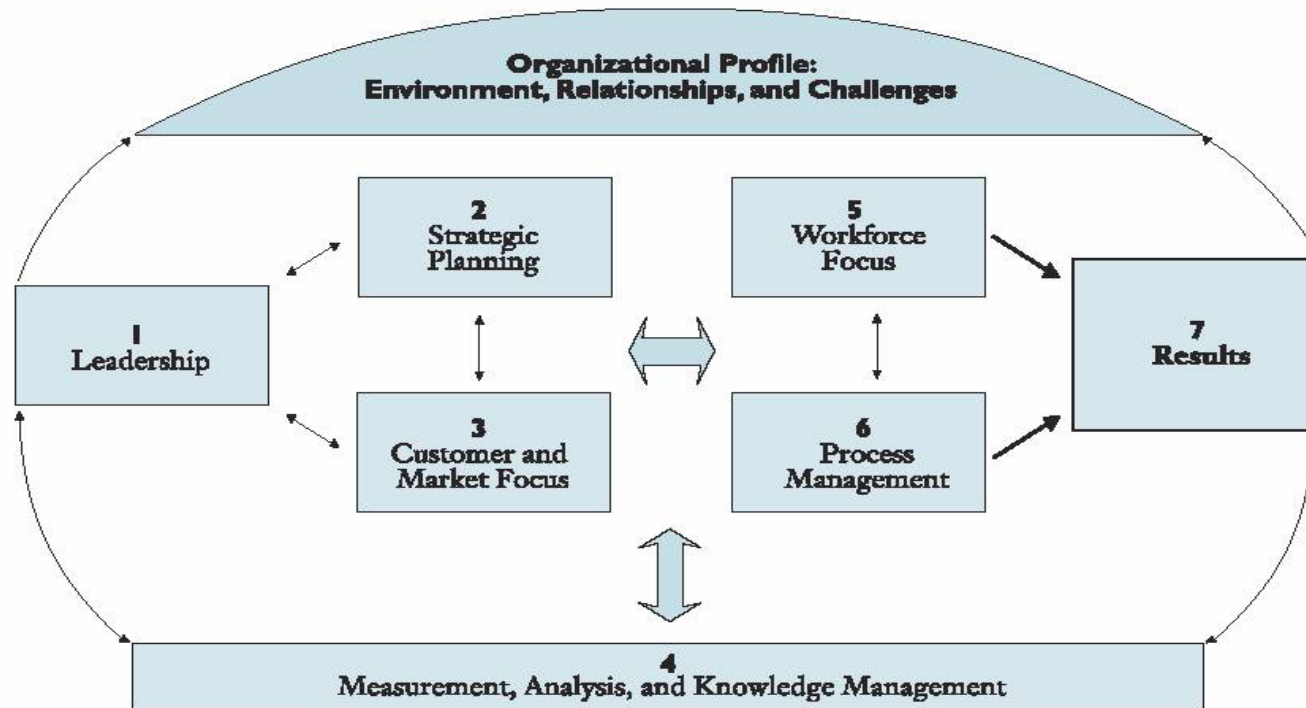 Organizational Profile:
Environment, Relationships, and Challenges
2
Strategic
Planning
5
Workforce
Focus
1
Leadership
7
Results
3
Customer and
Market Focus
6
Process
Management
4
Measurement, Analysis, and Knowledge Management